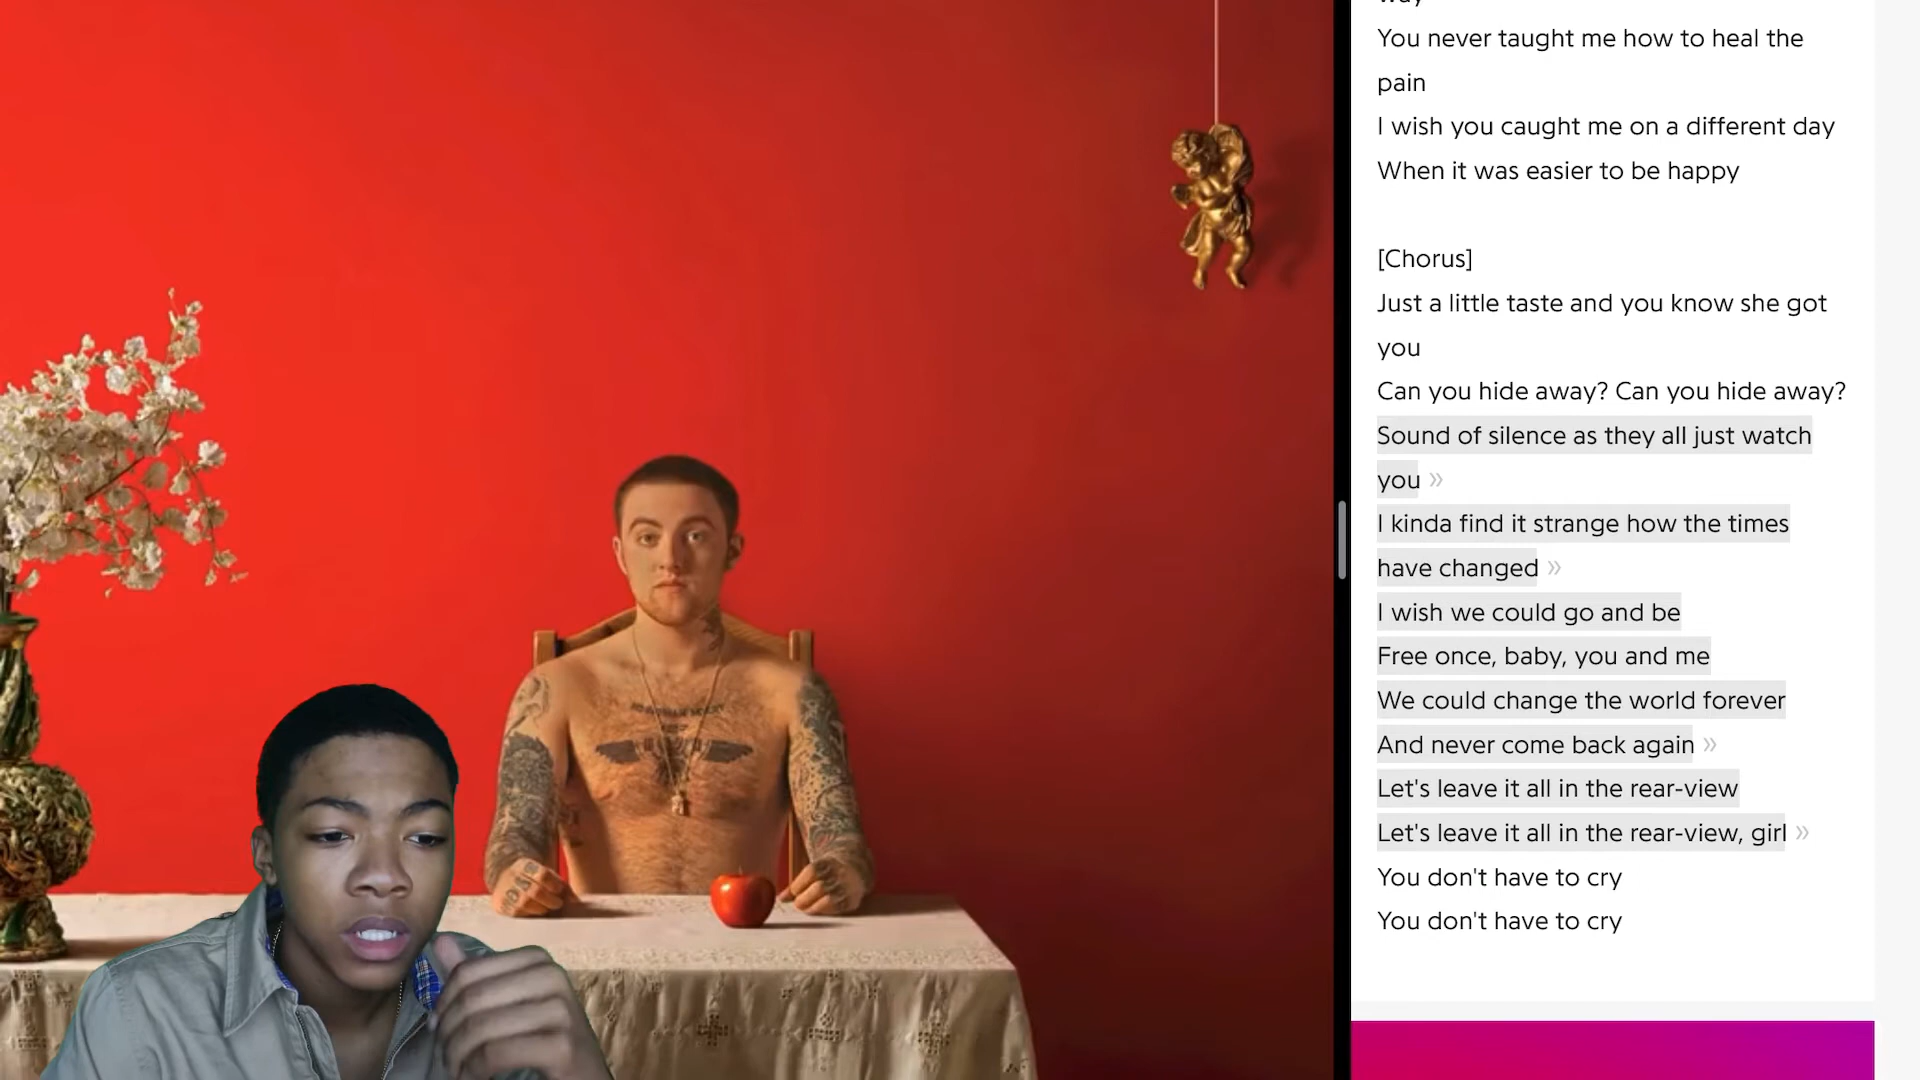 You never taught me how to heal the
pain
I wish you caught me on a different day
When it was easier to be happy
[Chorus]
Just a little taste and you know she got
you
Can you hide away? Can you hide away?
Sound of silence as they all just watch
you »
I kinda find it strange how the times
have changed »
I wish we could go and be
Free once, baby, you and me
We could change the world forever
And never come back again »
Let's leave it all in the rear-view
Let's leave it all in the rear-view, girl »
You don't have to cry
You don't have to cry